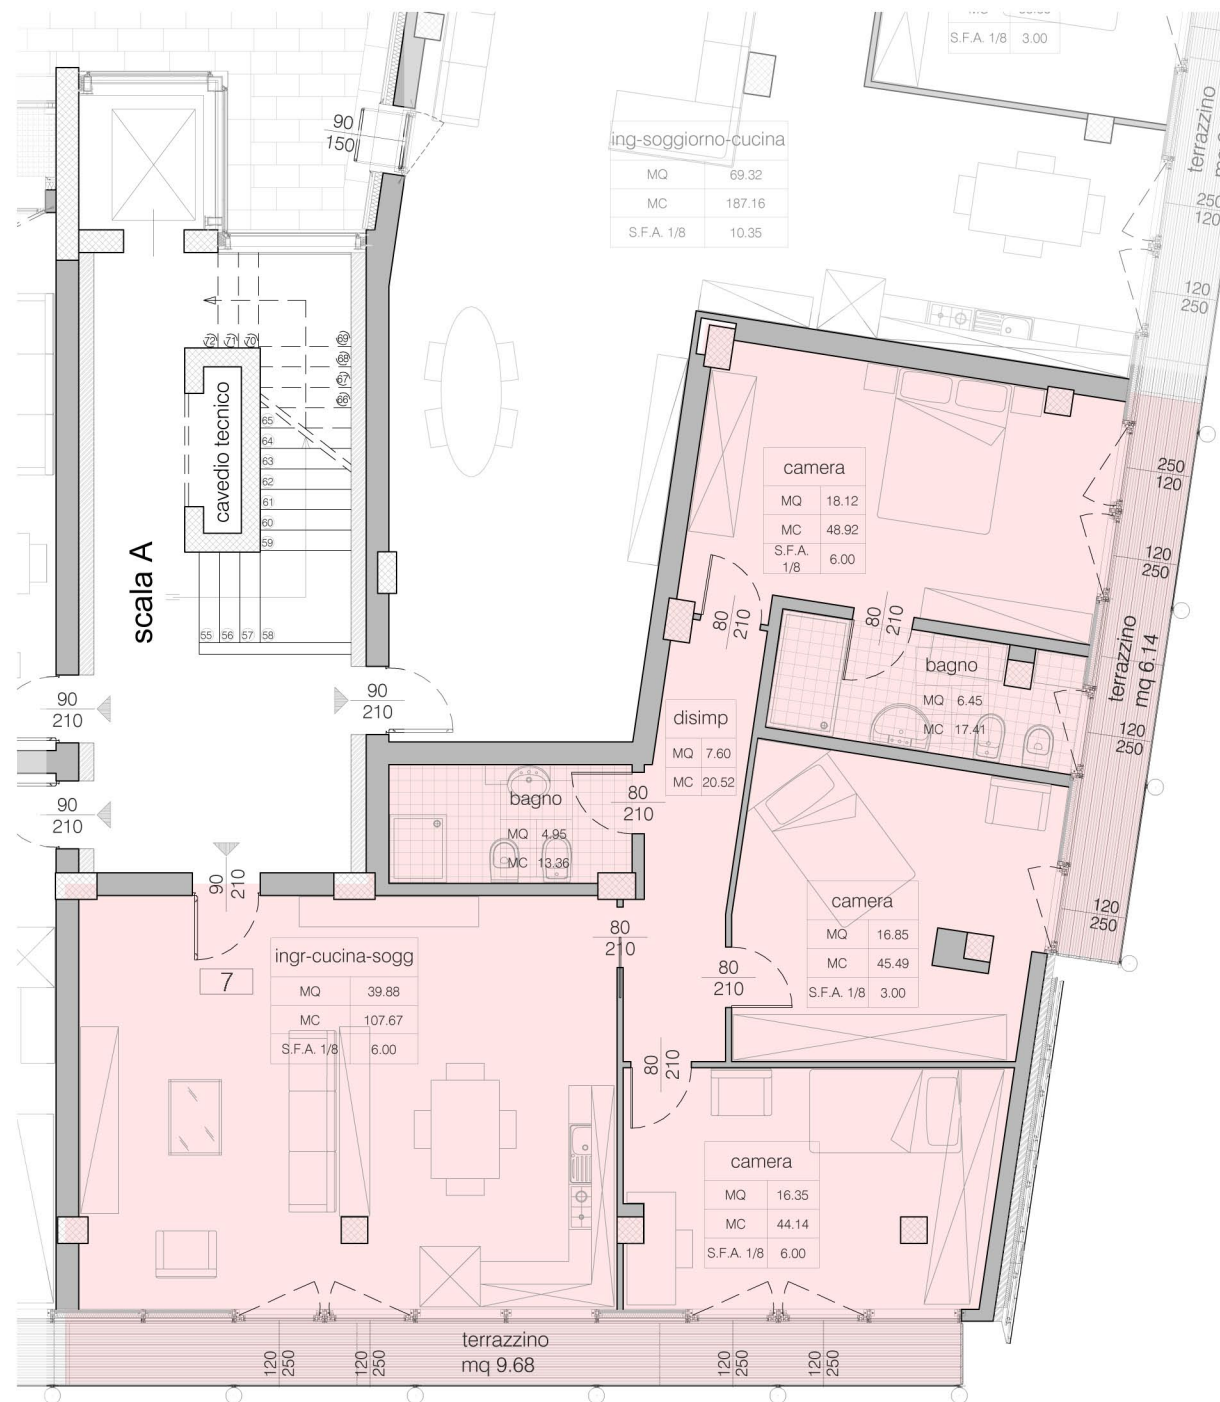 S.F.A. 1/8 3.00
90
150
ing-soggiorno-cucina
MQ 69.32
MC 187.16
S.F.A. 1/8 10.35
terrazzino
250
120
120
250
72 71 70
69
68
67
66
65
64
63
62
61
60
59
55 56 57 58
cavedio tecnico
scala A
camera
MQ 18.12
MC 48.92
S.F.A.
1/8 6.00
250
120
120
250
terrazzino
mq 6.14
120
250
120
250
80
210
80
210
bagno
MQ 6.45
MC 17.41
disimp
MQ 7.60
MC 20.52
90
210
90
210
90
210
90
210
bagno
MQ 4.95
MC 13.36
80
210
camera
MQ 16.85
MC 45.49
S.F.A. 1/8 3.00
80
210
80
210
80
210
ingr-cucina-sogg
MQ 39.88
MC 107.67
S.F.A. 1/8 6.00
7
camera
MQ 16.35
MC 44.14
S.F.A. 1/8 6.00
terrazzino
mq 9.68
120
250
120
250
120
250
120
250